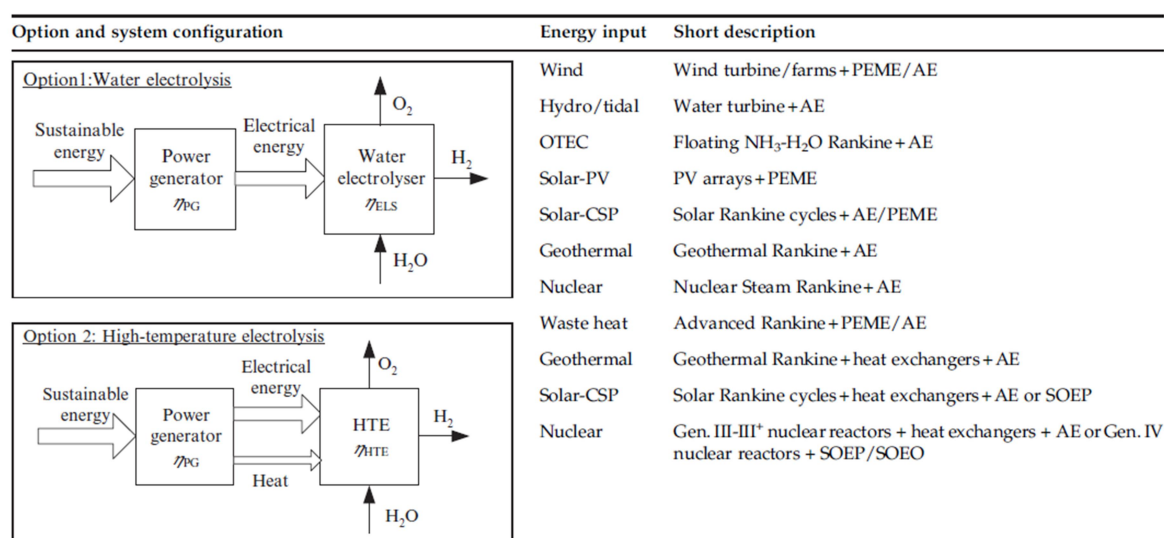 Option and system configuration Energy input Short description
Option1:Water electrolysis
Sustainable energy
Power generator
ηPG
Electrical energy
O₂
Water electrolyser
ηELS
H₂
H₂O
Option 2: High-temperature electrolysis
Sustainable energy
Power generator
ηPG
Electrical energy
Heat
O₂
HTE
ηHTE
H₂
H₂O
Wind Wind turbine/farms+PEME/AE
Hydro/tidal Water turbine+AE
OTEC Floating NH₃-H₂O Rankine+AE
Solar-PV PV arrays+PEME
Solar-CSP Solar Rankine cycles+AE/PEME
Geothermal Geothermal Rankine+AE
Nuclear Nuclear Steam Rankine+AE
Waste heat Advanced Rankine+PEME/AE
Geothermal Geothermal Rankine+heat exchangers+AE
Solar-CSP Solar Rankine cycles+heat exchangers+AE or SOEP
Nuclear Gen. III-III⁺ nuclear reactors + heat exchangers + AE or Gen. IV
nuclear reactors + SOEP/SOEO